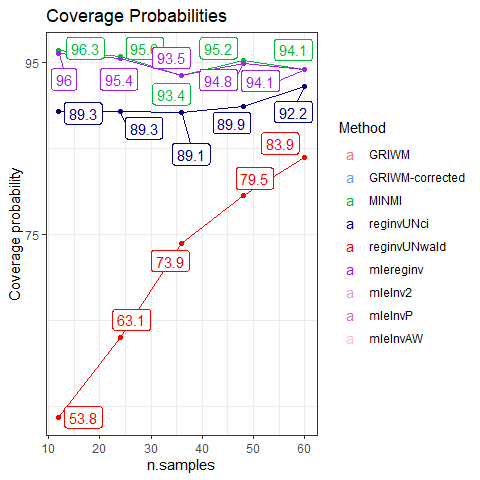 Coverage Probabilities
96.3
95.6
93.5
95.2
94.1
95
96
95.4
93.4
94.8
94.1
89.3
89.3
89.1
89.9
92.2
83.9
79.5
75
73.9
63.1
53.8
Coverage probability
10
20
30
40
50
60
n.samples
Method
a GRIWM
a GRIWM-corrected
a MINMI
a reginvUNci
a reginvUNwald
a mlereginv
a mleInv2
a mleInvP
a mleInvAW